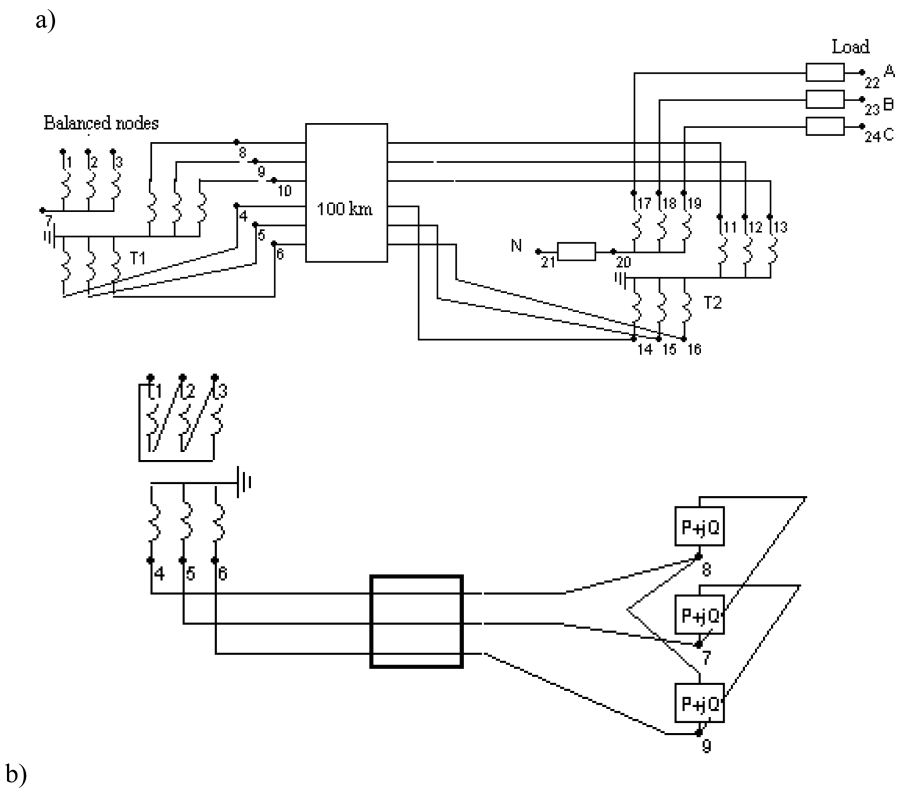 a)
Load
22 A
23 B
24 C
Balanced nodes
1 2 3
8
9
10
7
4
5
6
T1
100 km
17 18 19
11 12 13
N
21
20
T2
14 15 16
1 2 3
4 5 6
P+jQ
8
P+jQ
7
P+jQ
9
b)